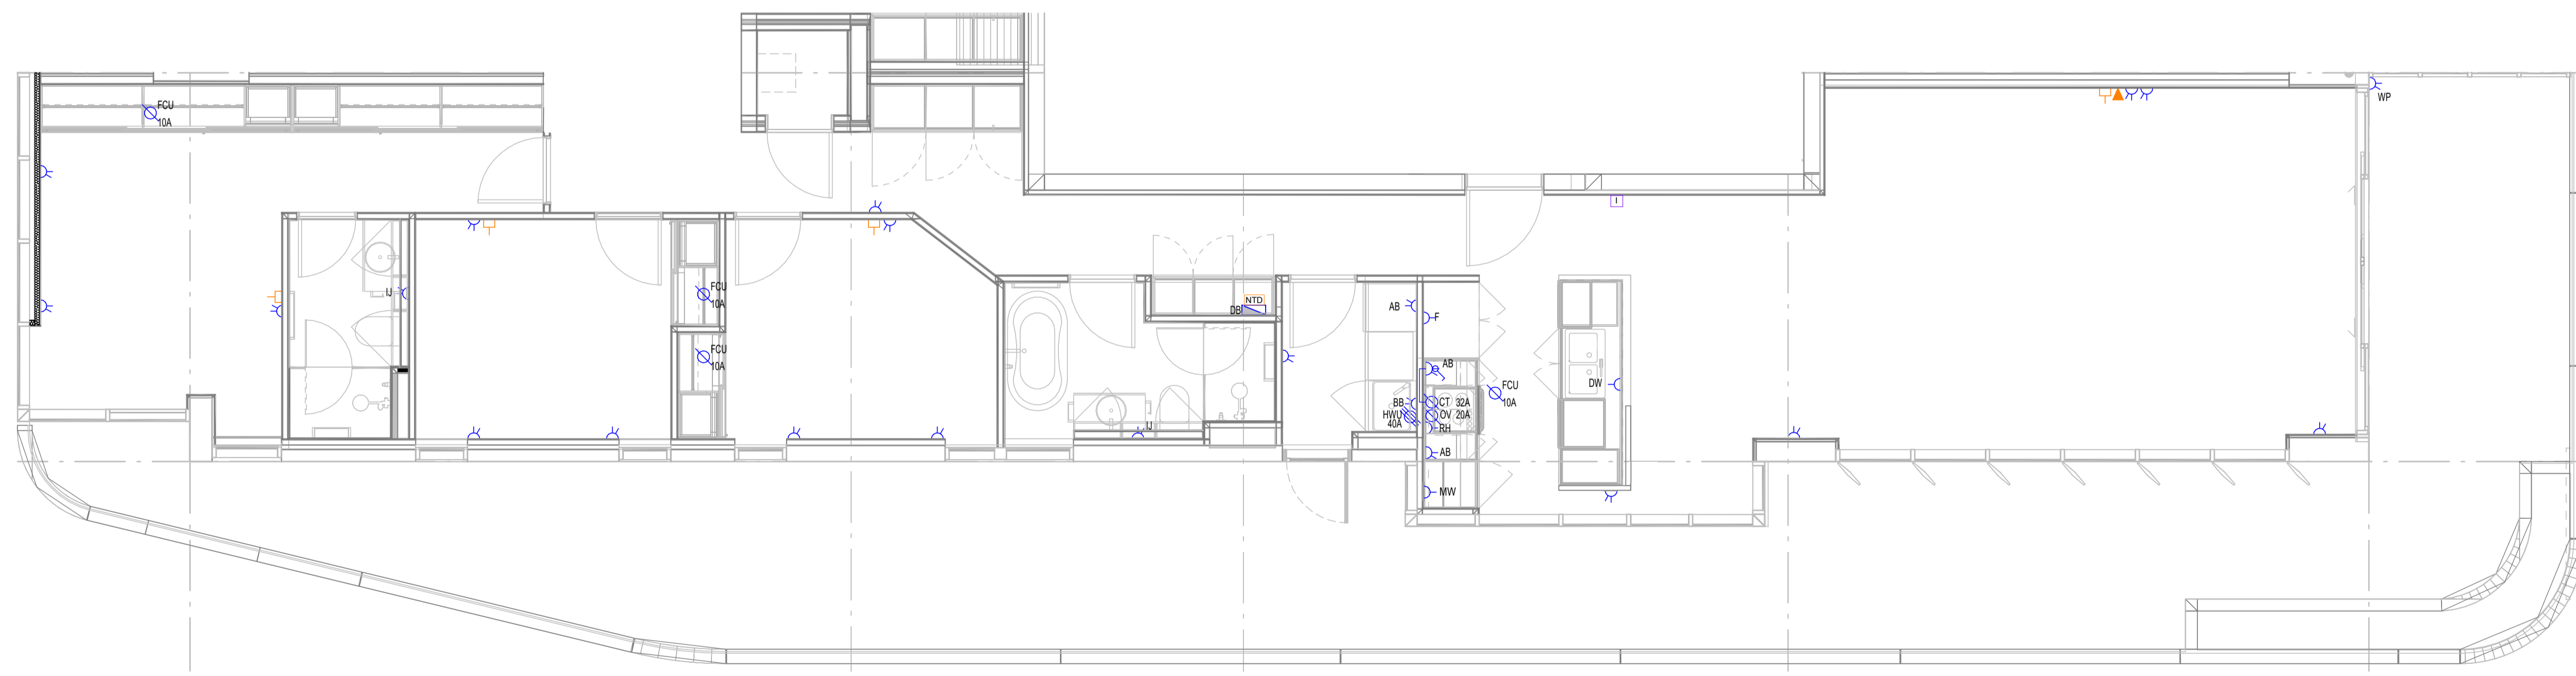 FCU
10A
WP
I
IJ
FCU
10A
NTD
DB
AB
F
FCU
10A
AB
DW
FCU
10A
BB
CT 32A
HWU
OV 20A
40A
RH
IJ
AB
MW